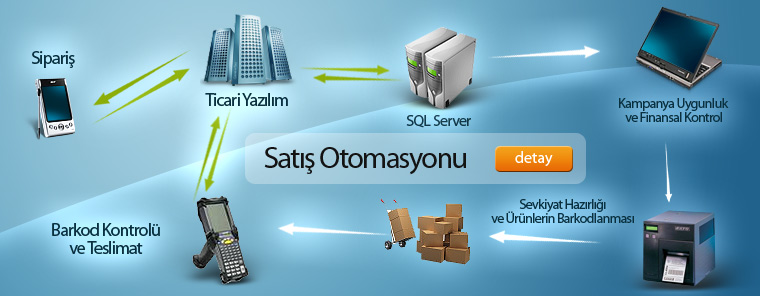 Sipariş
Ticari Yazılım
SQL Server
Kampanya Uygunluk
ve Finansal Kontrol
Satış Otomasyonu
detay
Barkod Kontrolü
ve Teslimat
Sevkiyat Hazırlığı
ve Ürünlerin Barkodlanması